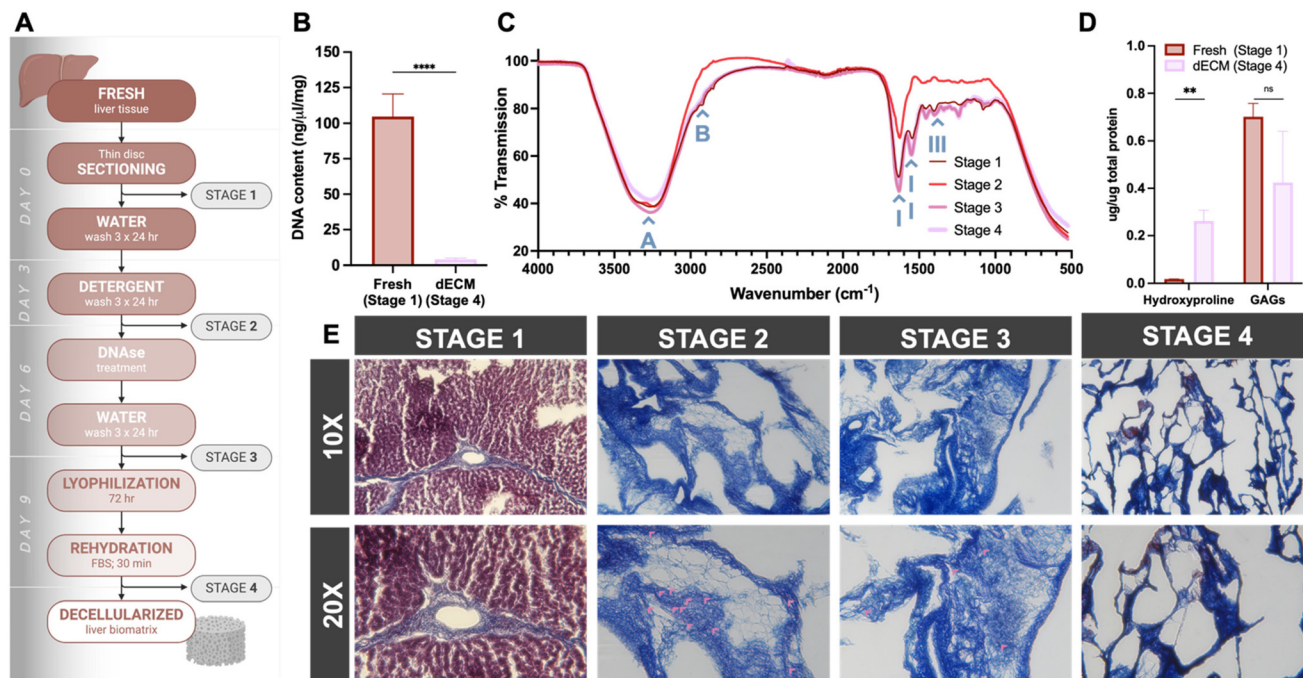 A
FRESH
liver tissue
DAY 0
Thin disc
SECTIONING
STAGE 1
WATER
wash 3 x 24 hr
DAY 3
DETERGENT
wash 3 x 24 hr
STAGE 2
DAY 6
DNAse
treatment
WATER
wash 3 x 24 hr
STAGE 3
DAY 9
LYOPHILIZATION
72 hr
REHYDRATION
FBS; 30 min
STAGE 4
DECELLULARIZED
liver biomatrix
B
DNA content (ng/µl/mg)
150
125
100
75
50
25
0
****
Fresh
(Stage 1)
dECM
(Stage 4)
C
% Transmission
100
80
60
40
20
A
B
I
I
I
III
Stage 1
Stage 2
Stage 3
Stage 4
4000
3500
3000
2500
2000
1500
1000
500
Wavenumber (cm⁻¹)
D
ug/ug total protein
1.0
0.8
0.6
0.4
0.2
0.0
Fresh (Stage 1)
dECM (Stage 4)
**
ns
Hydroxyproline
GAGs
E
STAGE 1
STAGE 2
STAGE 3
STAGE 4
10X
20X